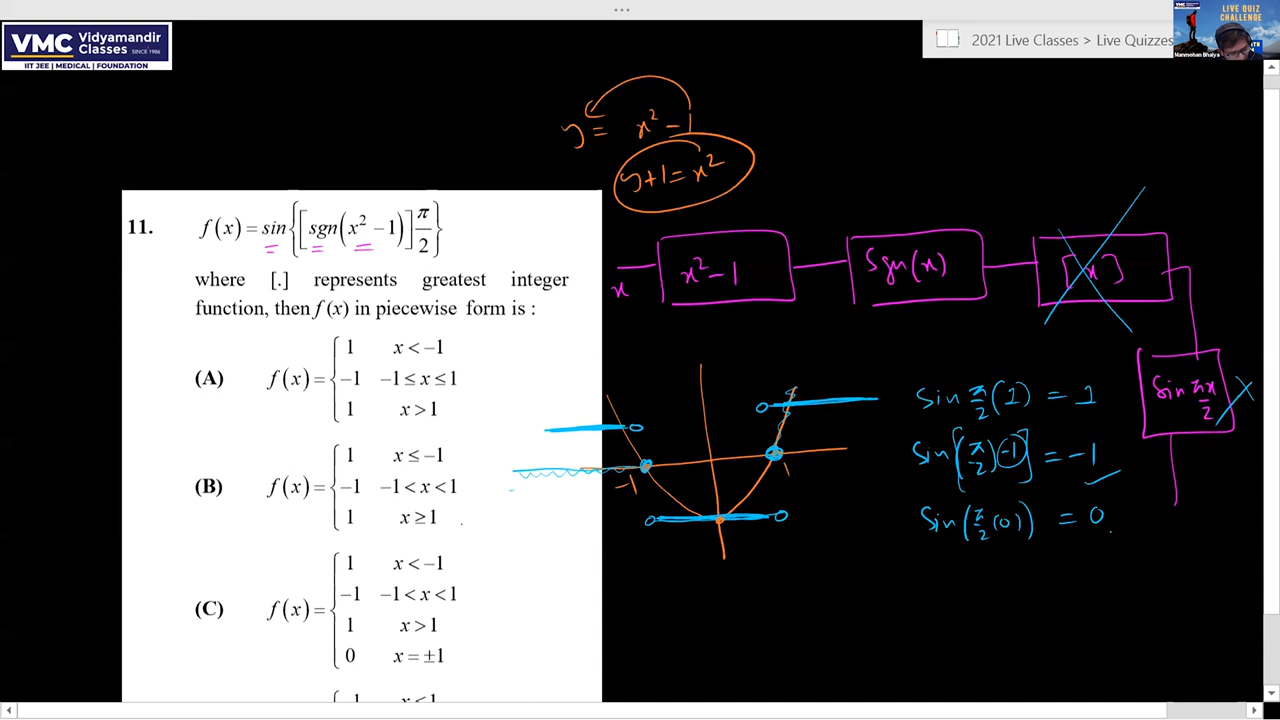 VMC Vidyamandir Classes SINCE 1986
IIT JEE | MEDICAL | FOUNDATION
2021 Live Classes > Live Quizzes
LIVE QUIZ
CHALLENGE
Manmohan Bhaiya
y = x² - 1
y+1 = x²
11. f(x) = sin{[sgn(x² −1)]π/2}
where [.] represents greatest integer
function, then f(x) in piecewise form is :
(A) f(x) = { 1 x < −1
−1 −1 ≤ x ≤ 1
1 x > 1
(B) f(x) = { 1 x ≤ −1
−1 −1 < x < 1
1 x ≥ 1
(C) f(x) = { 1 x < −1
−1 −1 < x < 1
1 x > 1
0 x = ±1
1 x < 1
x
x² - 1
Sgn(x)
[x]
Sin πx/2
-1
1
Sin π/2 (1) = 1
Sin[(π/2) -1] = -1
Sin(π/2 (0)) = 0